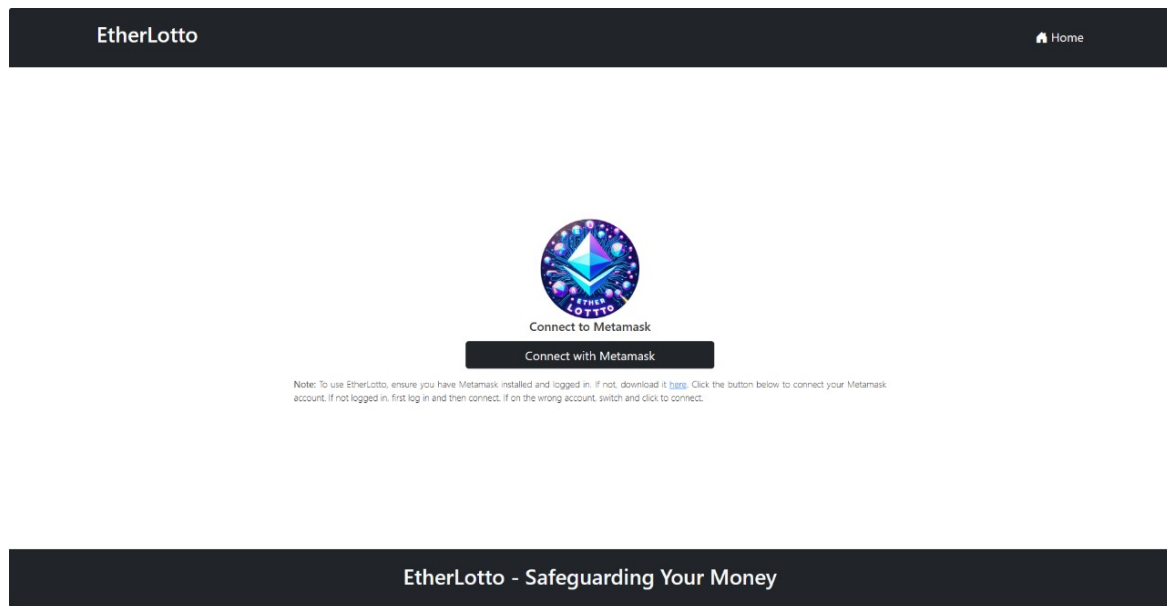 EtherLotto
Home
ETHER
LOTTTO
Connect to Metamask
Connect with Metamask
Note: To use EtherLotto, ensure you have Metamask installed and logged in. If not, download it here. Click the button below to connect your Metamask
account. If not logged in, first log in and then connect. If on the wrong account, switch and click to connect.
EtherLotto - Safeguarding Your Money